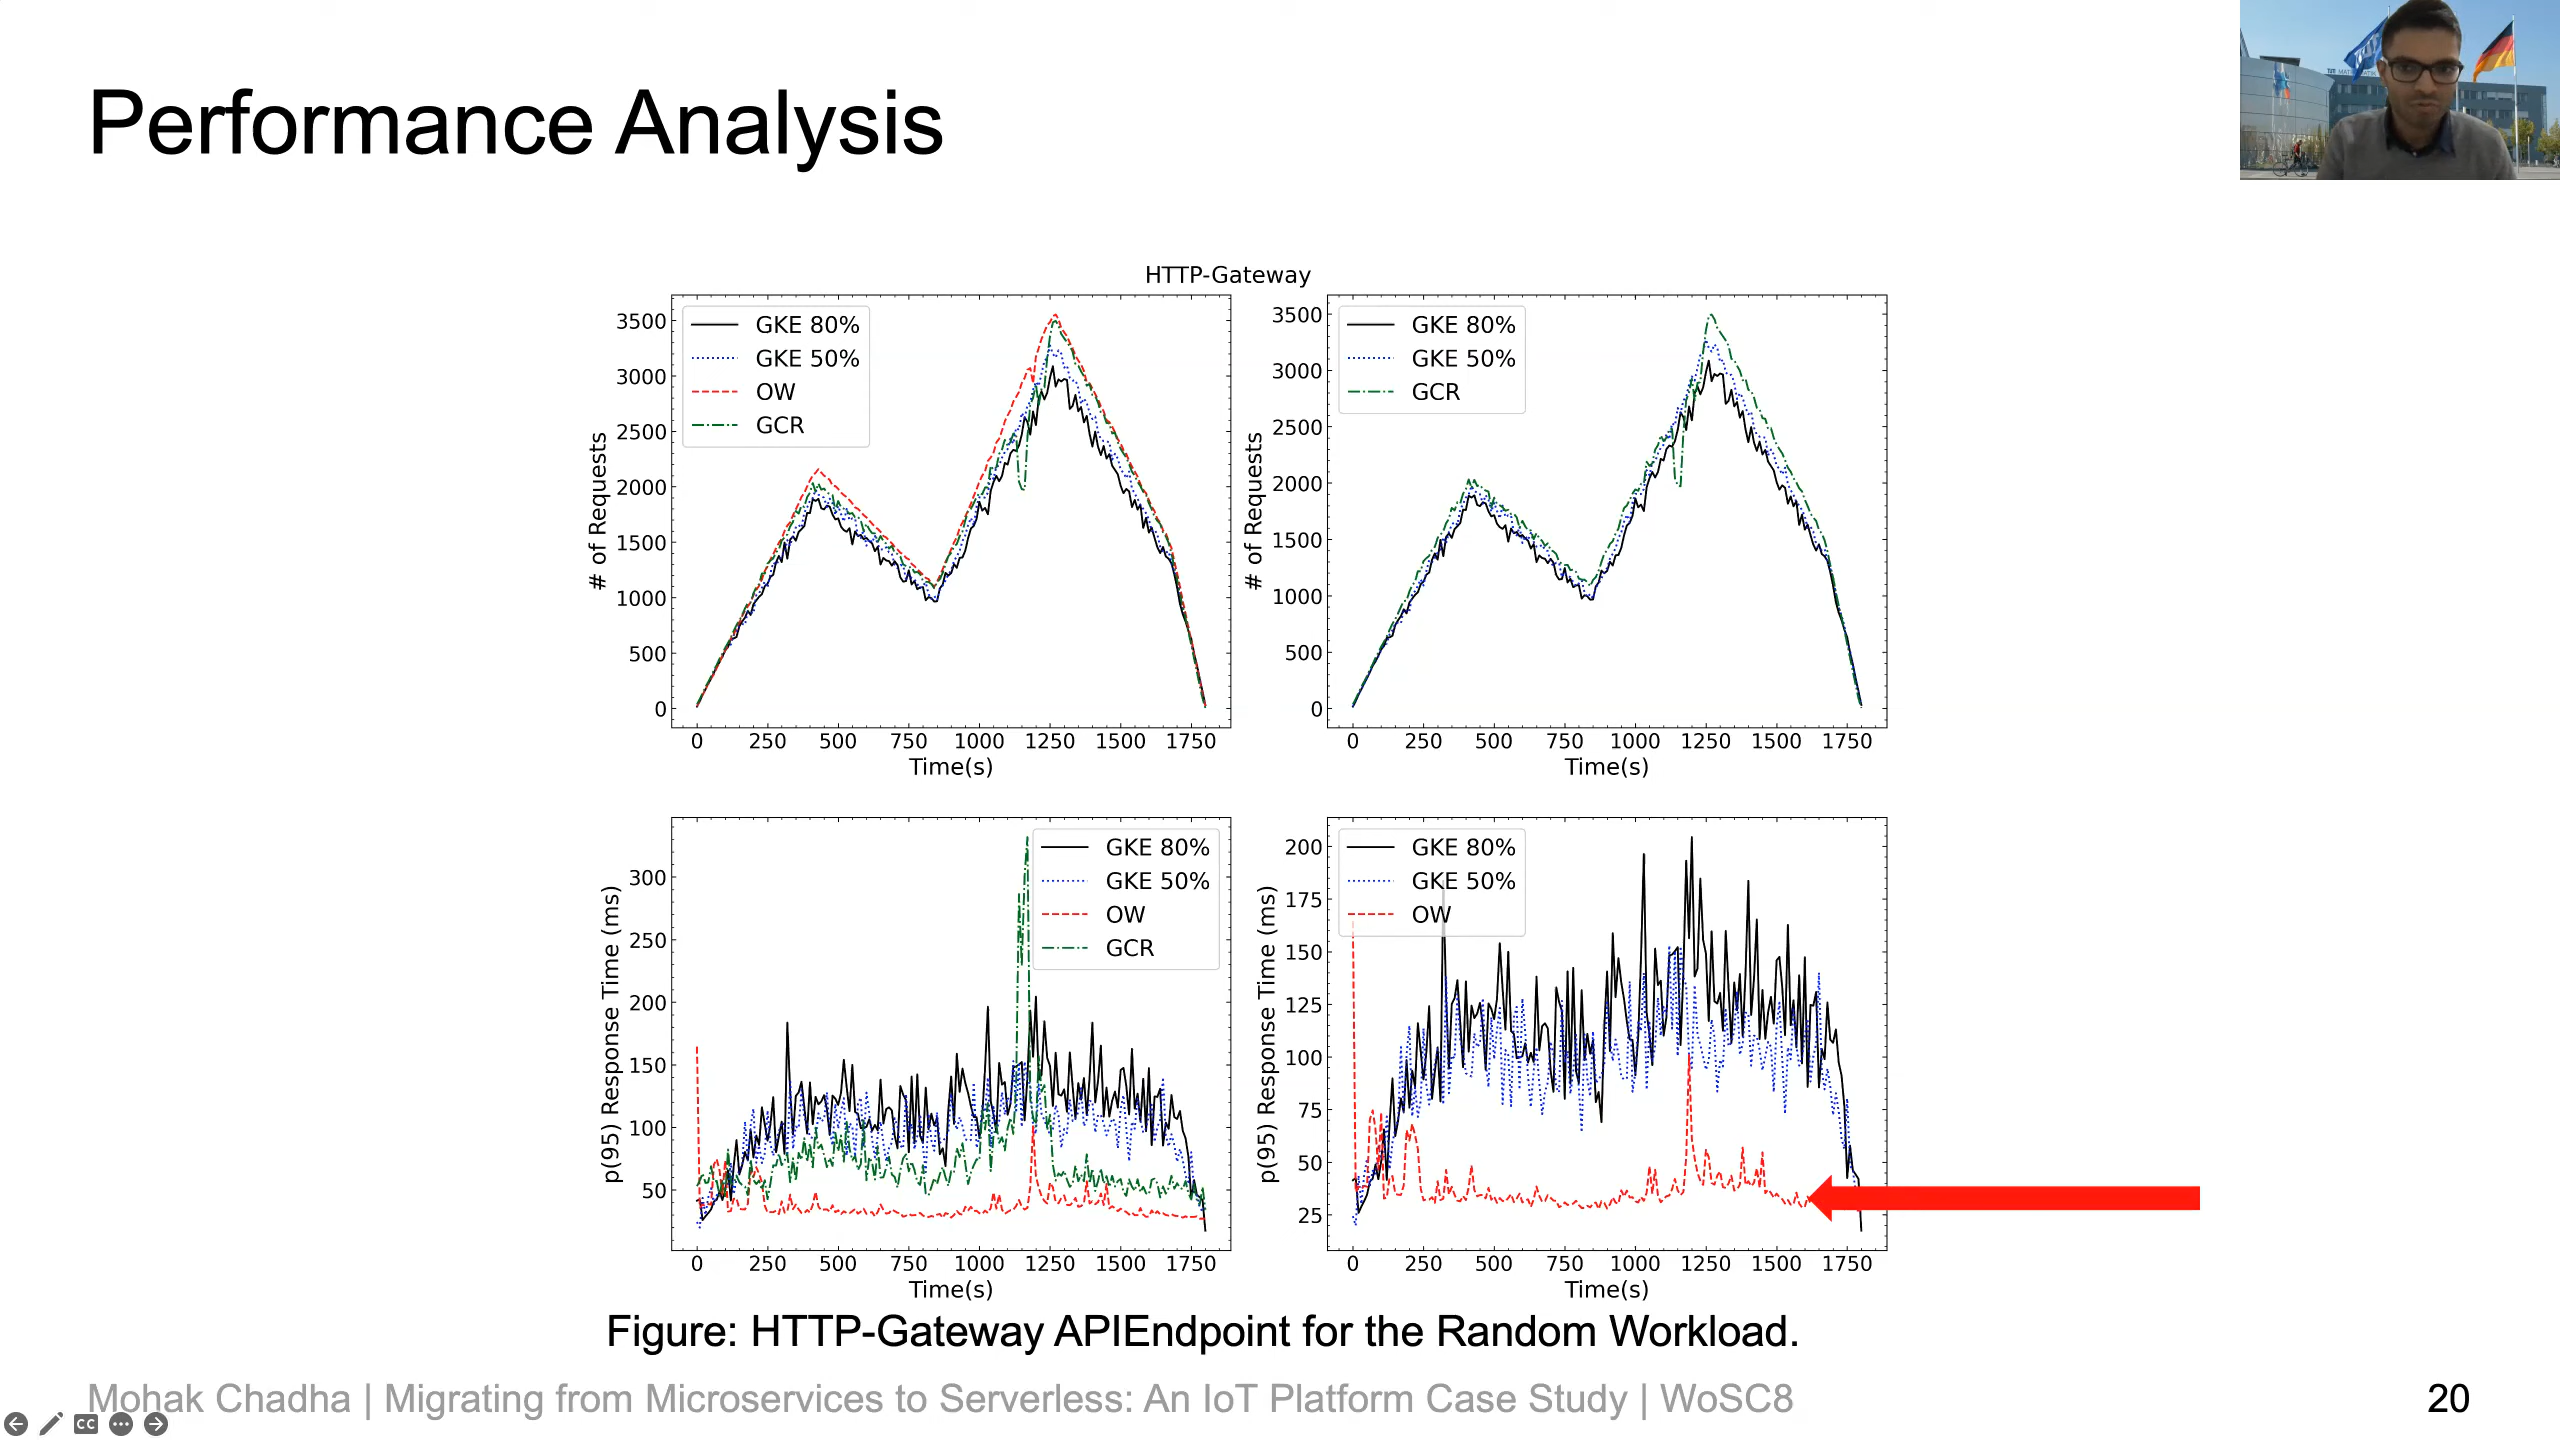 Performance Analysis
HTTP-Gateway
GKE 80%
GKE 50%
OW
GCR
# of Requests
3500
3000
2500
2000
1500
1000
500
0
0 250 500 750 1000 1250 1500 1750
Time(s)
GKE 80%
GKE 50%
GCR
# of Requests
3500
3000
2500
2000
1500
1000
500
0
0 250 500 750 1000 1250 1500 1750
Time(s)
GKE 80%
GKE 50%
OW
GCR
p(95) Response Time (ms)
300
250
200
150
100
50
0 250 500 750 1000 1250 1500 1750
Time(s)
GKE 80%
GKE 50%
OW
p(95) Response Time (ms)
200
175
150
125
100
75
50
25
0 250 500 750 1000 1250 1500 1750
Time(s)
Figure: HTTP-Gateway APIEndpoint for the Random Workload.
Mohak Chadha | Migrating from Microservices to Serverless: An IoT Platform Case Study | WoSC8
20
CC